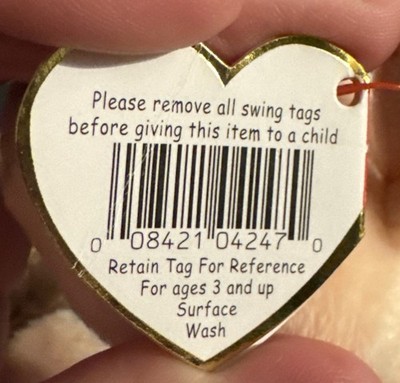 Please remove all swing tags
before giving this item to a child
0 08421 04247 0
Retain Tag For Reference
For ages 3 and up
Surface
Wash